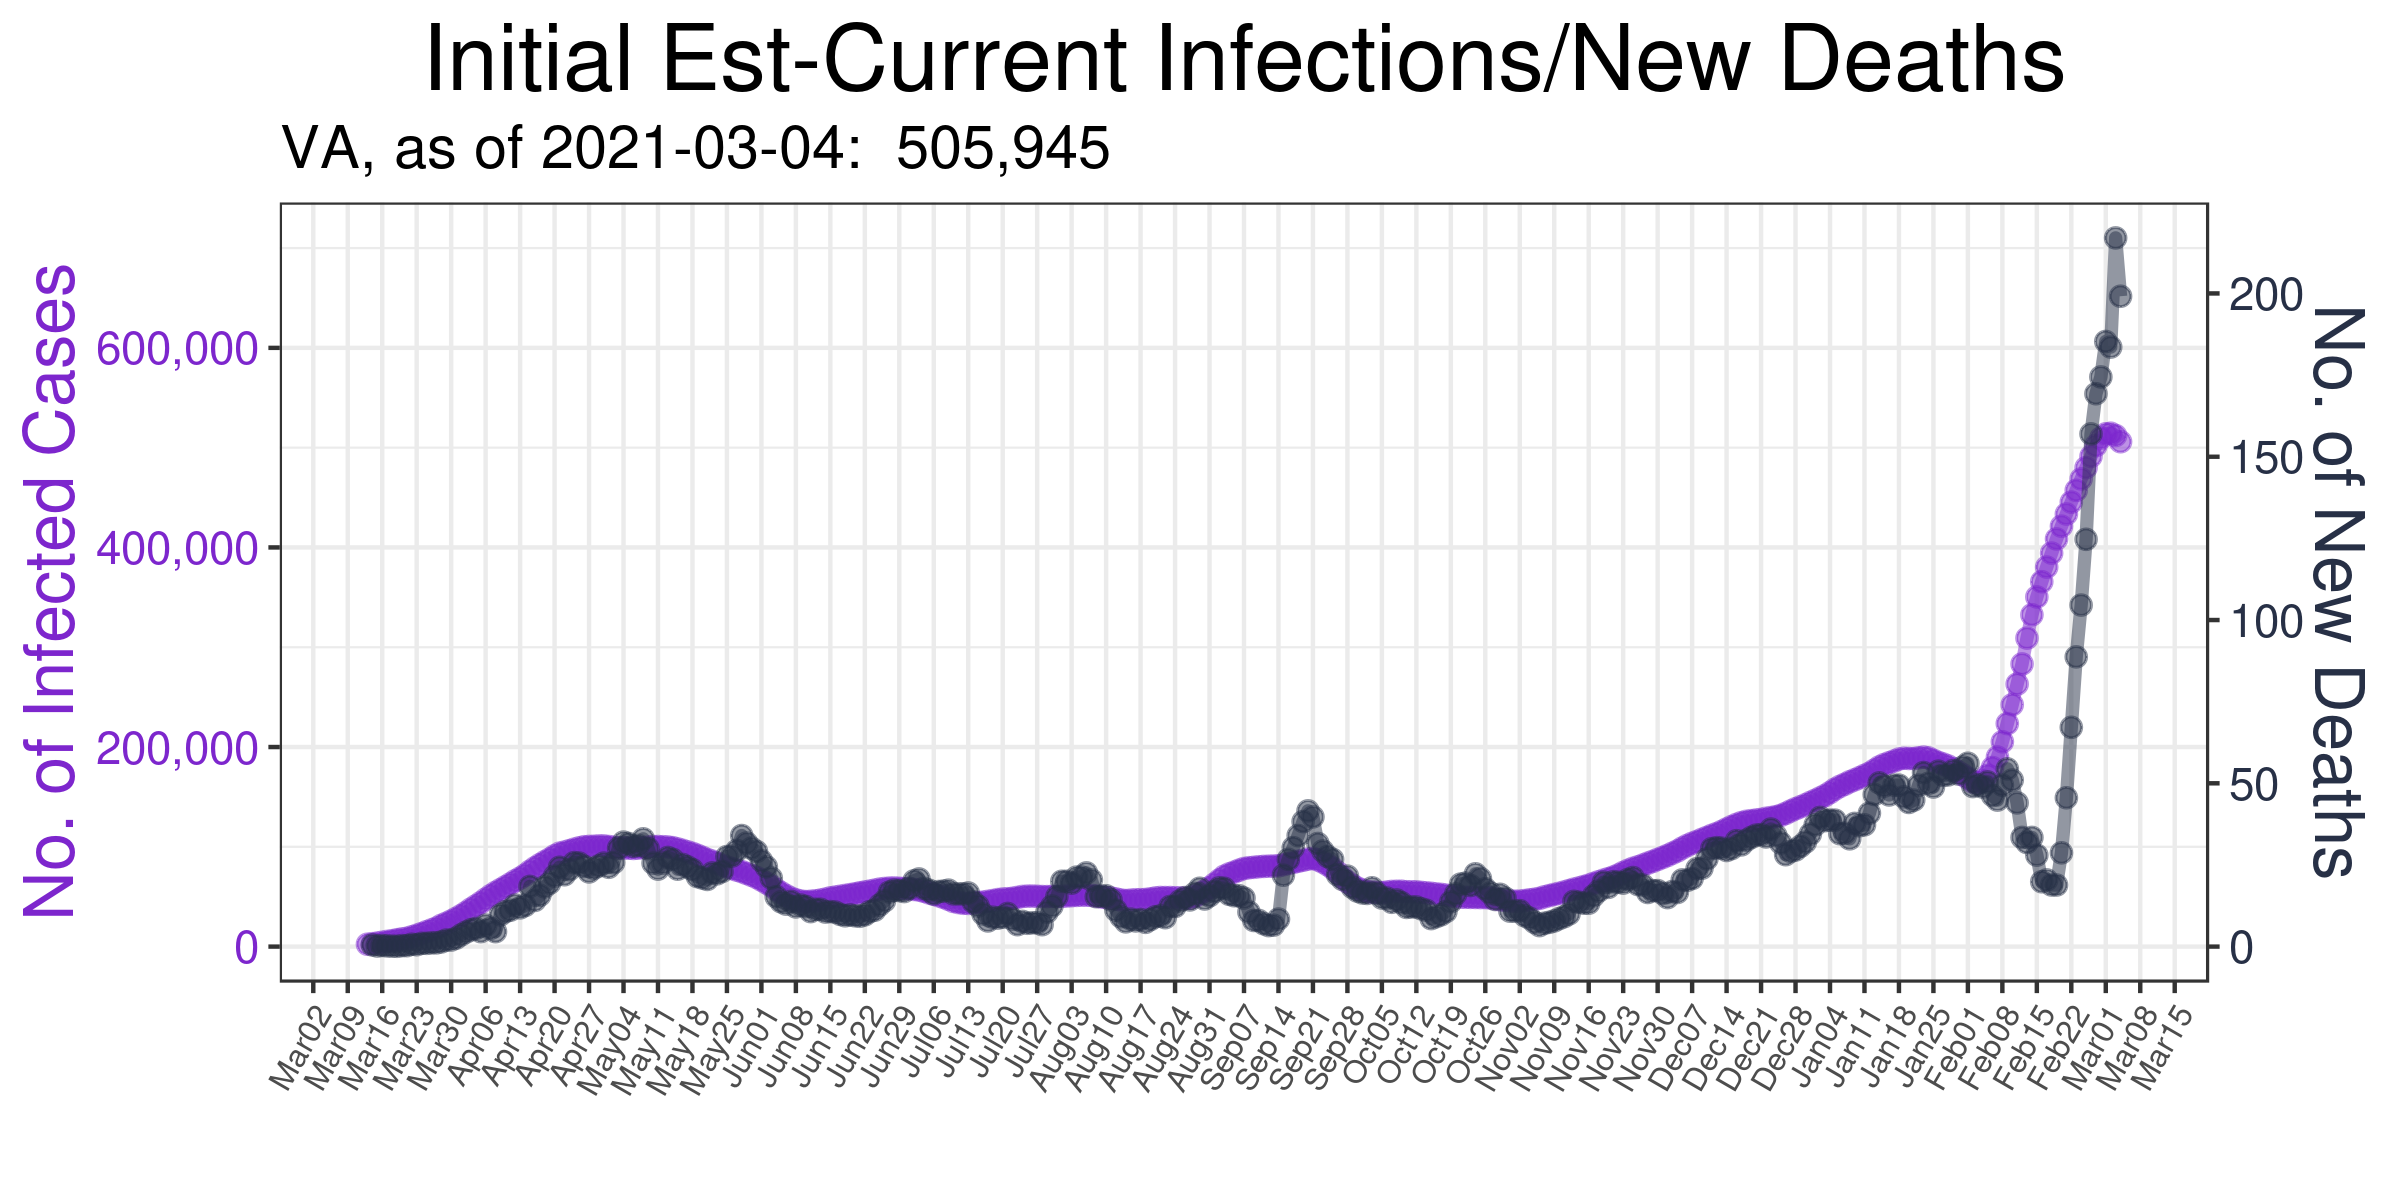 Initial Est-Current Infections/New Deaths
VA, as of 2021-03-04:  505,945
No. of Infected Cases
600,000
400,000
200,000
0
200
150
100
50
0
No. of New Deaths
Mar02
Mar09
Mar16
Mar23
Mar30
Apr06
Apr13
Apr20
Apr27
May04
May11
May18
May25
Jun01
Jun08
Jun15
Jun22
Jun29
Jul06
Jul13
Jul20
Jul27
Aug03
Aug10
Aug17
Aug24
Aug31
Sep07
Sep14
Sep21
Sep28
Oct05
Oct12
Oct19
Oct26
Nov02
Nov09
Nov16
Nov23
Nov30
Dec07
Dec14
Dec21
Dec28
Jan04
Jan11
Jan18
Jan25
Feb01
Feb08
Feb15
Feb22
Mar01
Mar08
Mar15